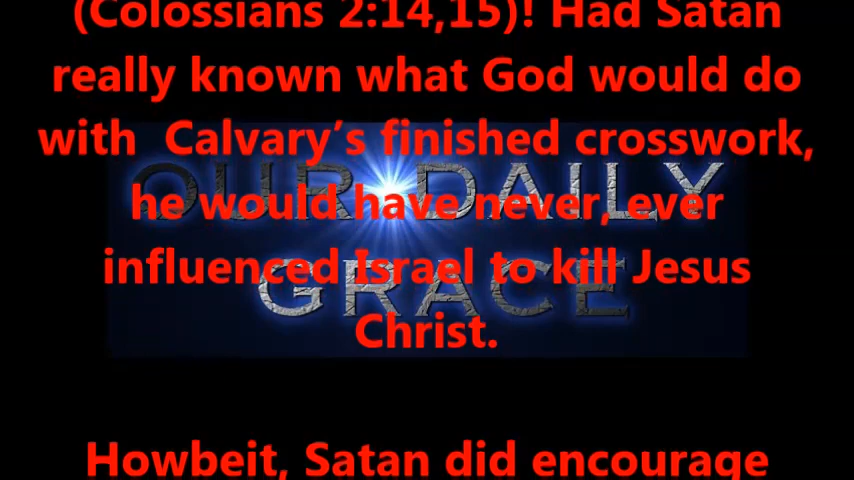 (Colossians 2:14,15)! Had Satan
really known what God would do
with  Calvary’s finished crosswork,
he would have never, ever
influenced Israel to kill Jesus
Christ.
Howbeit, Satan did encourage
OUR DAILY
GRACE